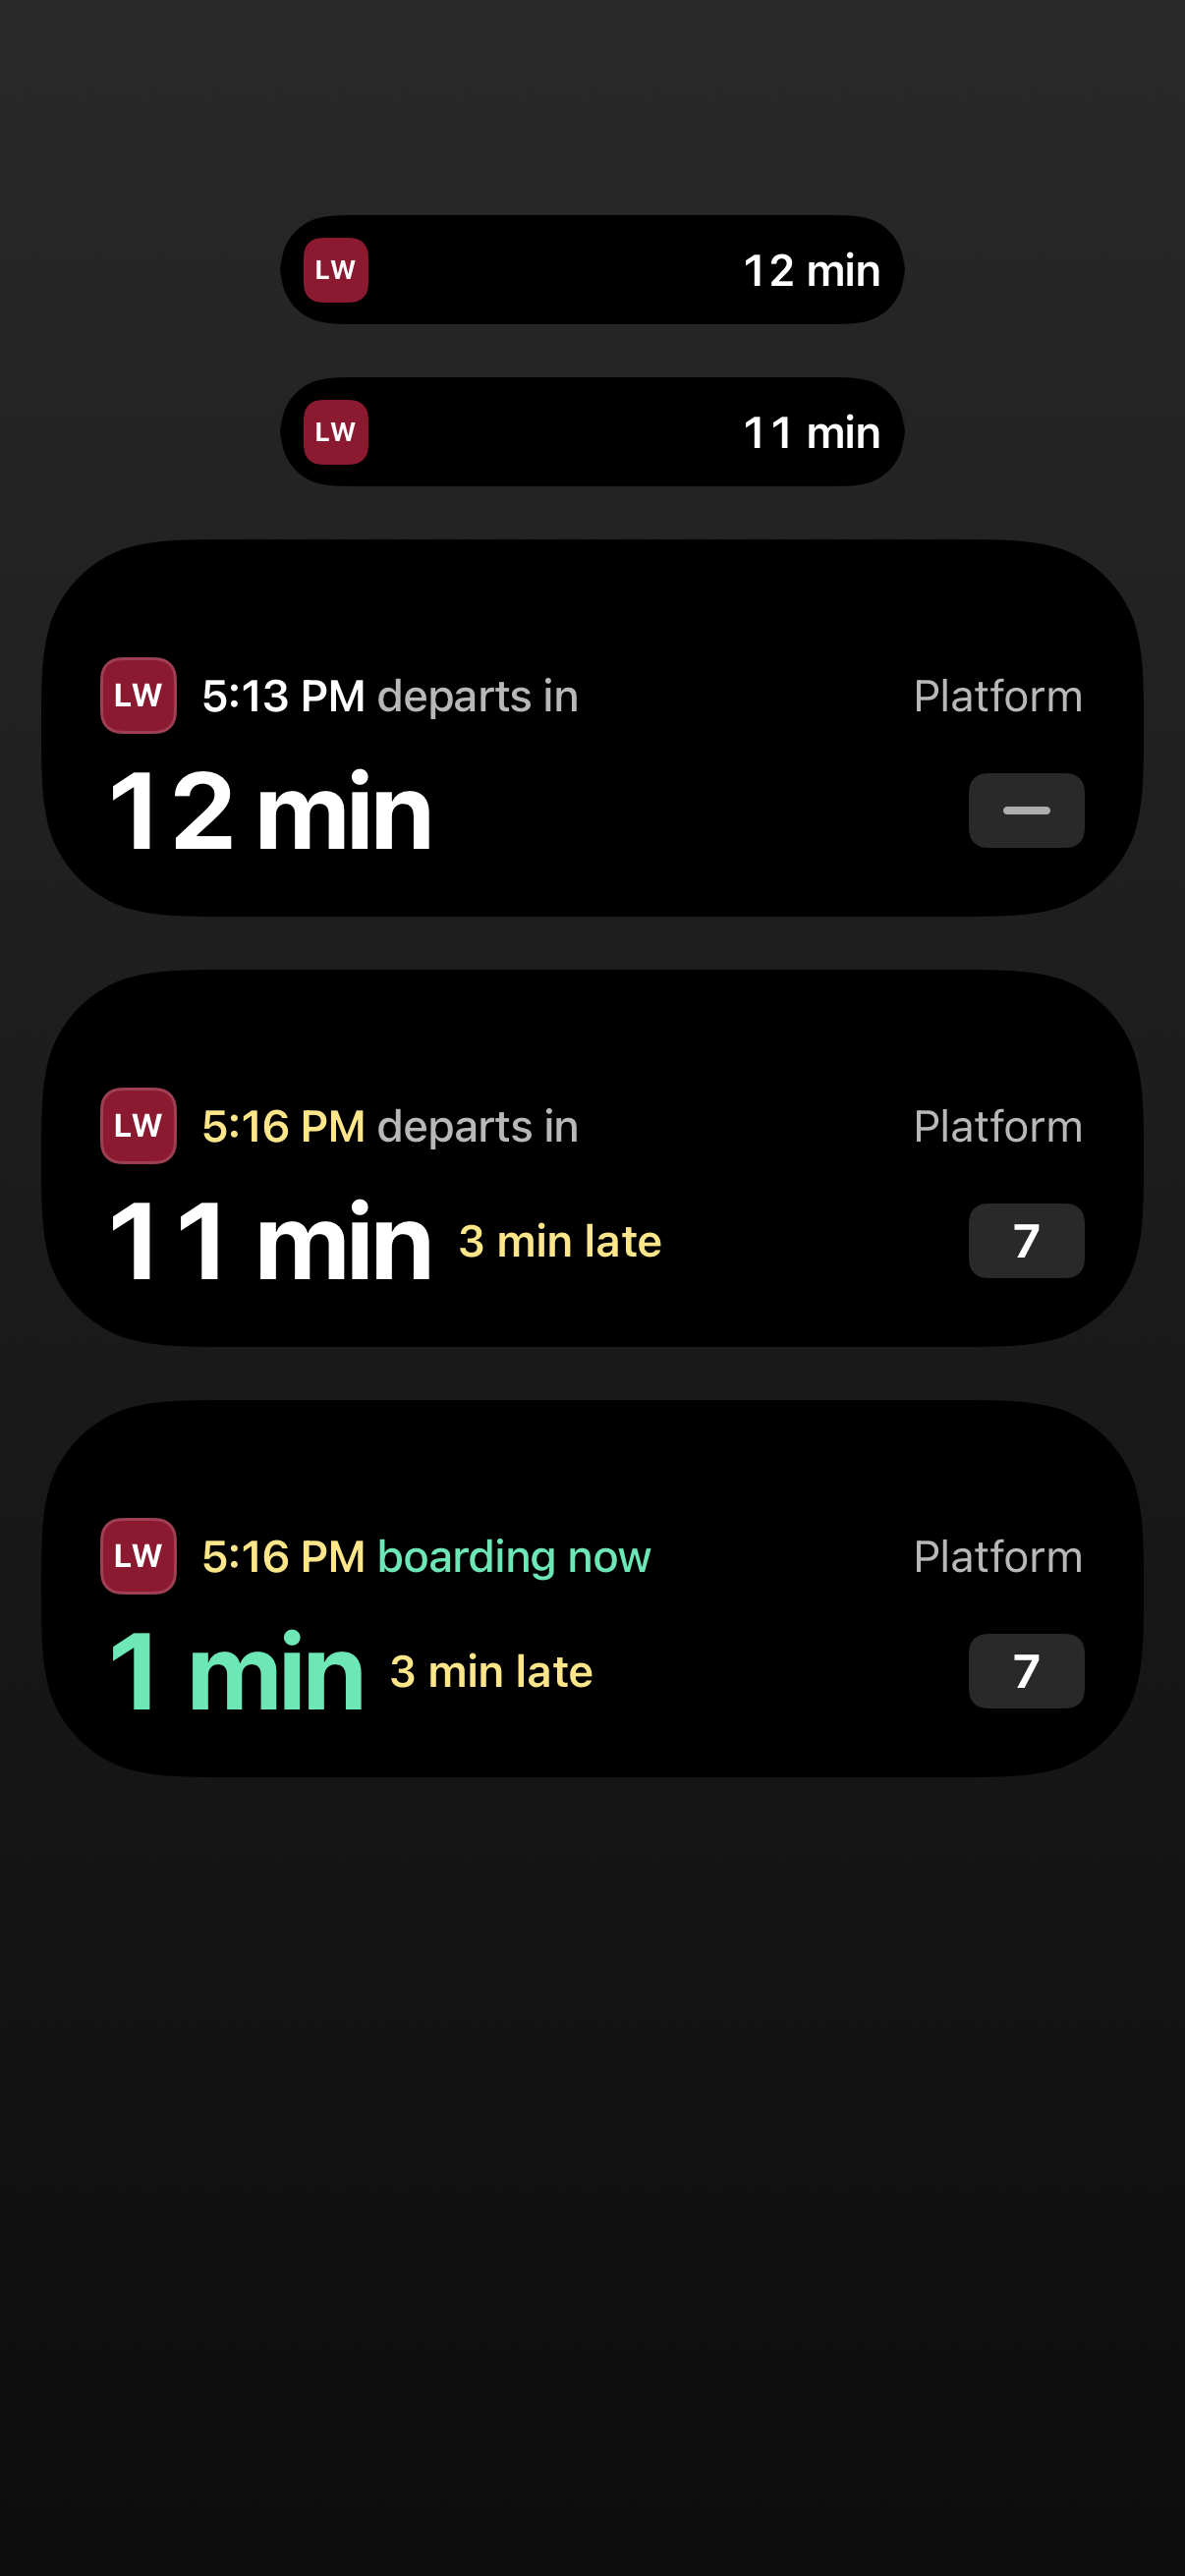 LW 12 min
LW 11 min
LW 5:13 PM departs in Platform
12 min —
LW 5:16 PM departs in Platform
11 min 3 min late 7
LW 5:16 PM boarding now Platform
1 min 3 min late 7